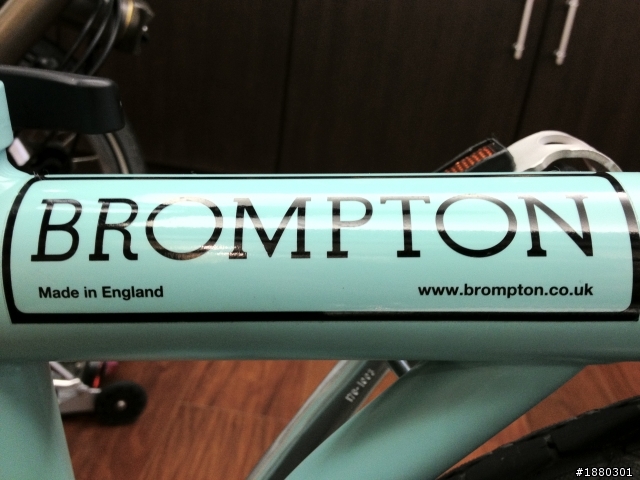 BROMPTON
Made in England
www.brompton.co.uk
#1880301